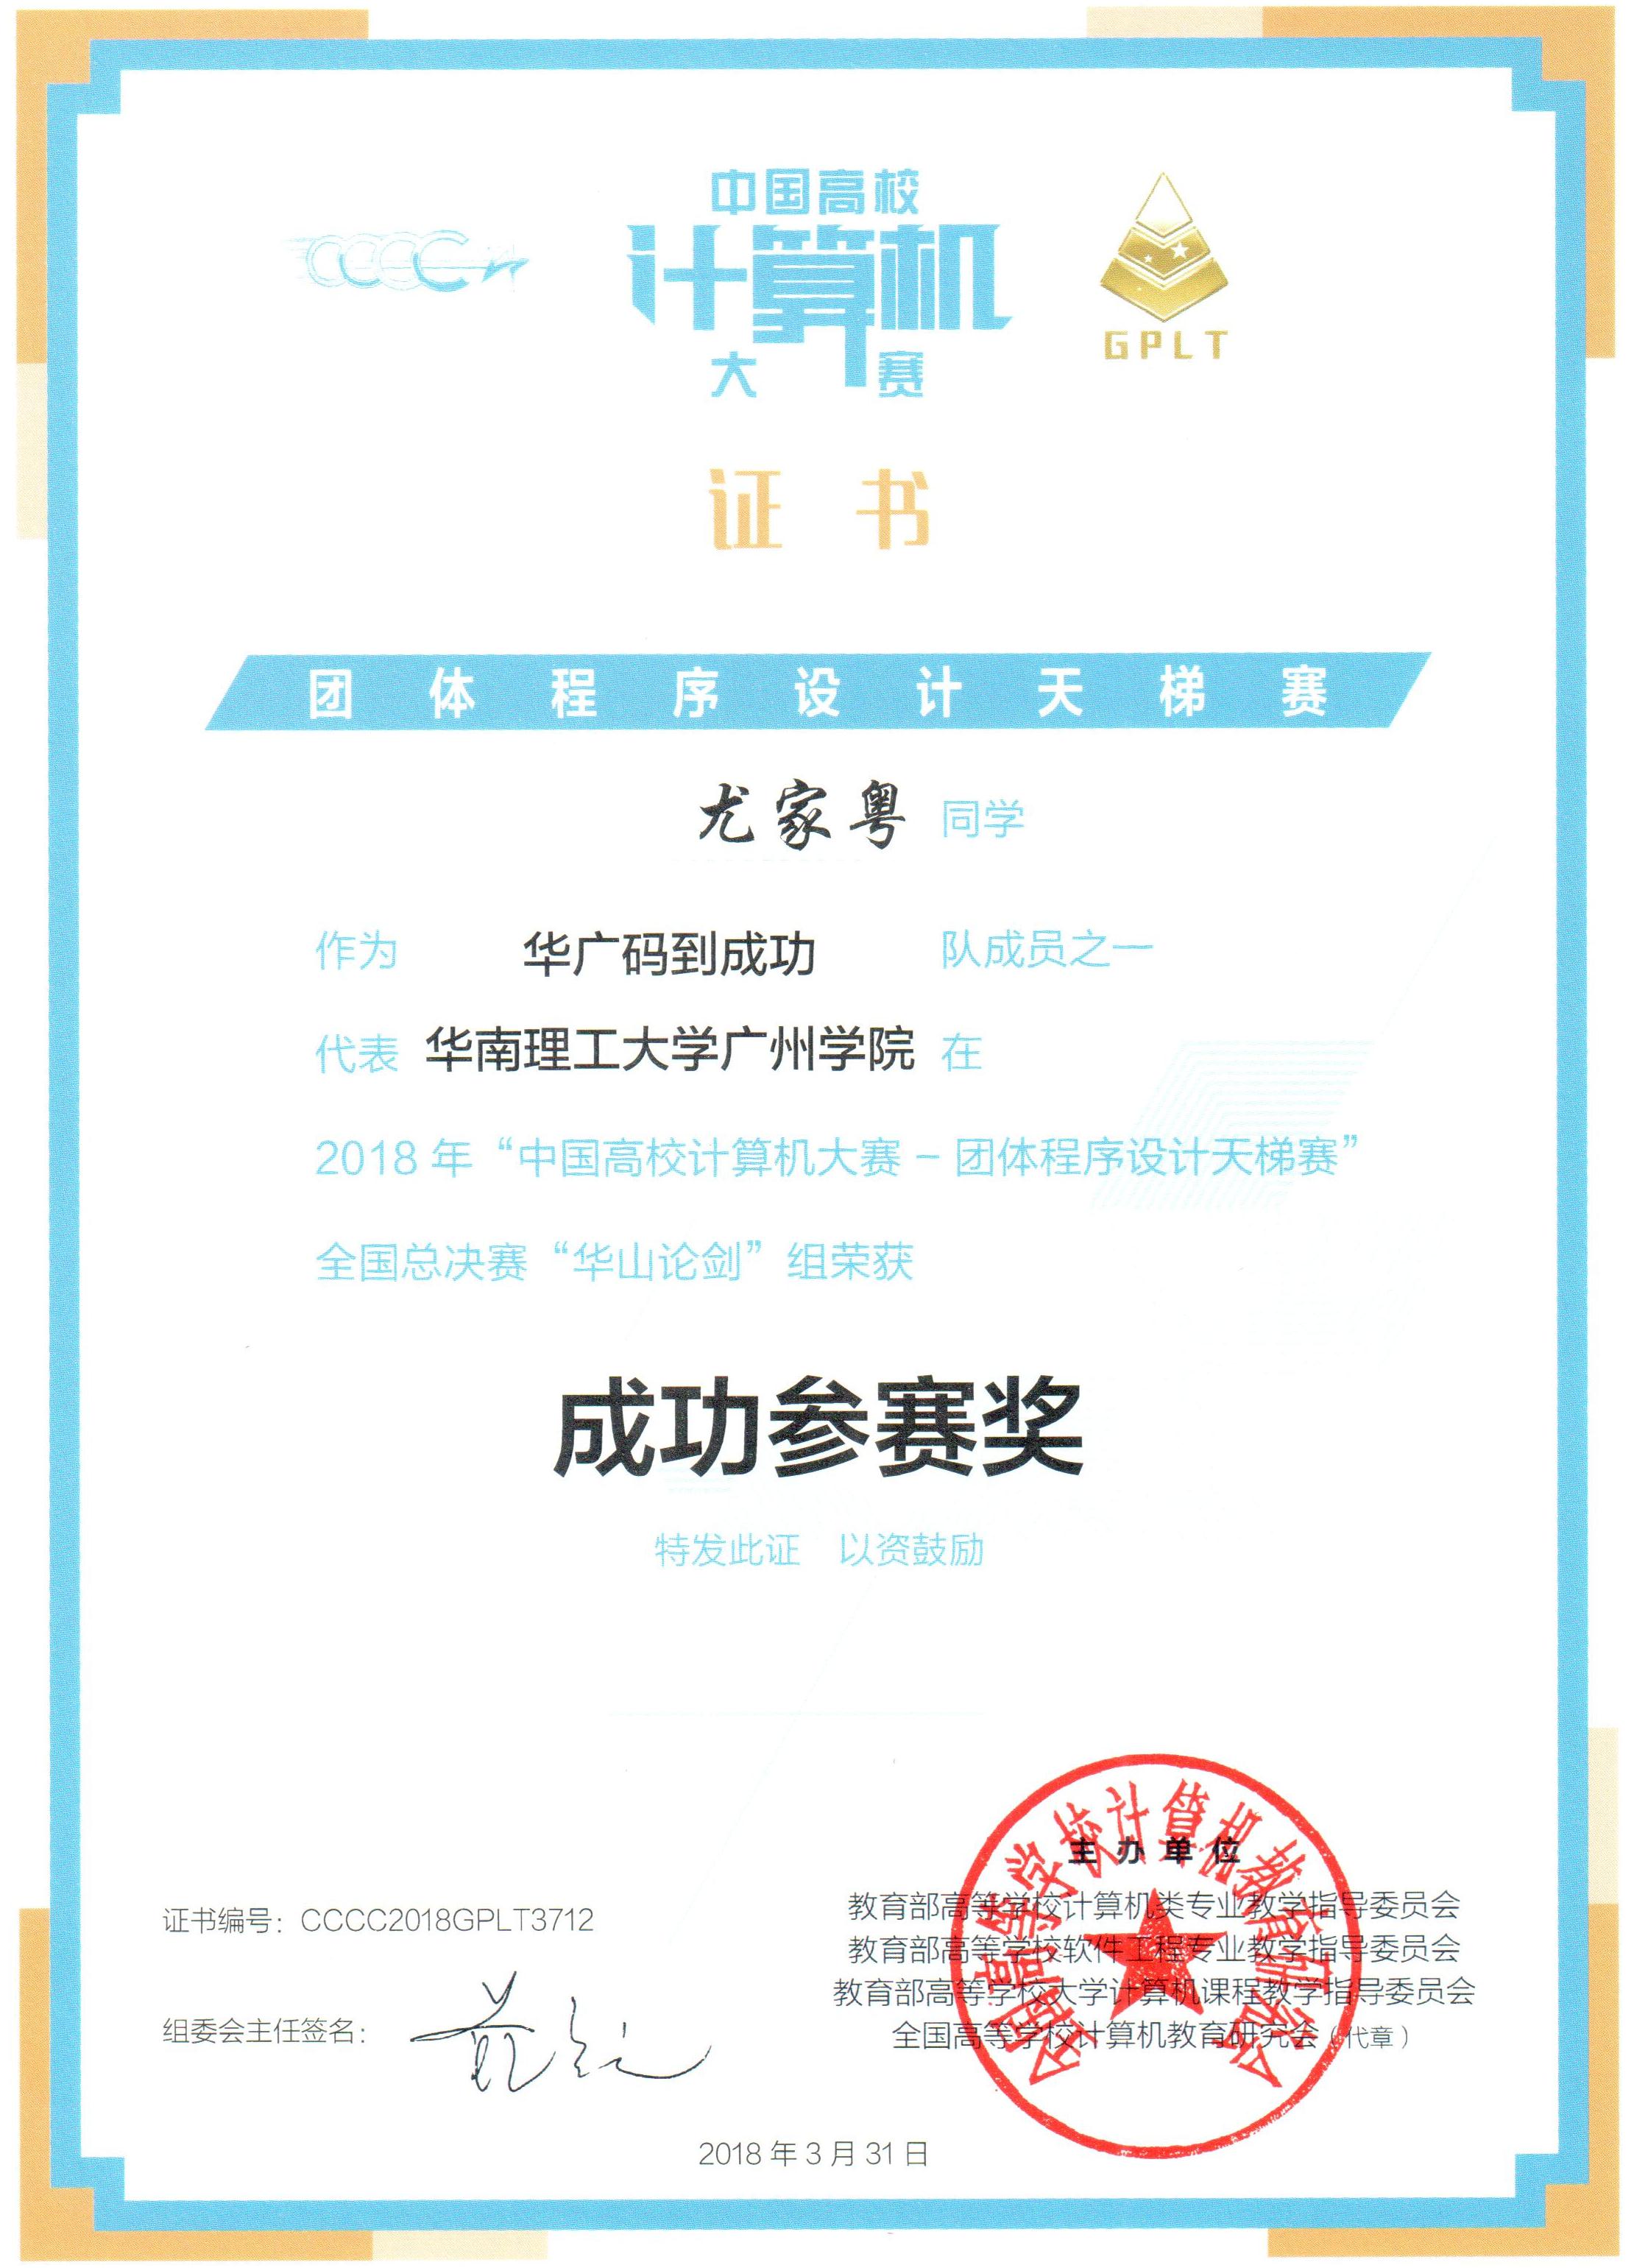 CCCC
中国高校
计算机
大赛
GPLT
证书
团体程序设计天梯赛
尤家粤 同学
作为 华广码到成功 队成员之一
代表 华南理工大学广州学院 在
2018 年“中国高校计算机大赛 – 团体程序设计天梯赛”
全国总决赛“华山论剑”组荣获
成功参赛奖
特发此证 以资鼓励
主办单位
教育部高等学校计算机类专业教学指导委员会
教育部高等学校软件工程专业教学指导委员会
教育部高等学校大学计算机课程教学指导委员会
全国高等学校计算机教育研究会（代章）
全国高等学校计算机教育研究会
证书编号：CCCC2018GPLT3712
组委会主任签名：
2018 年 3 月 31 日